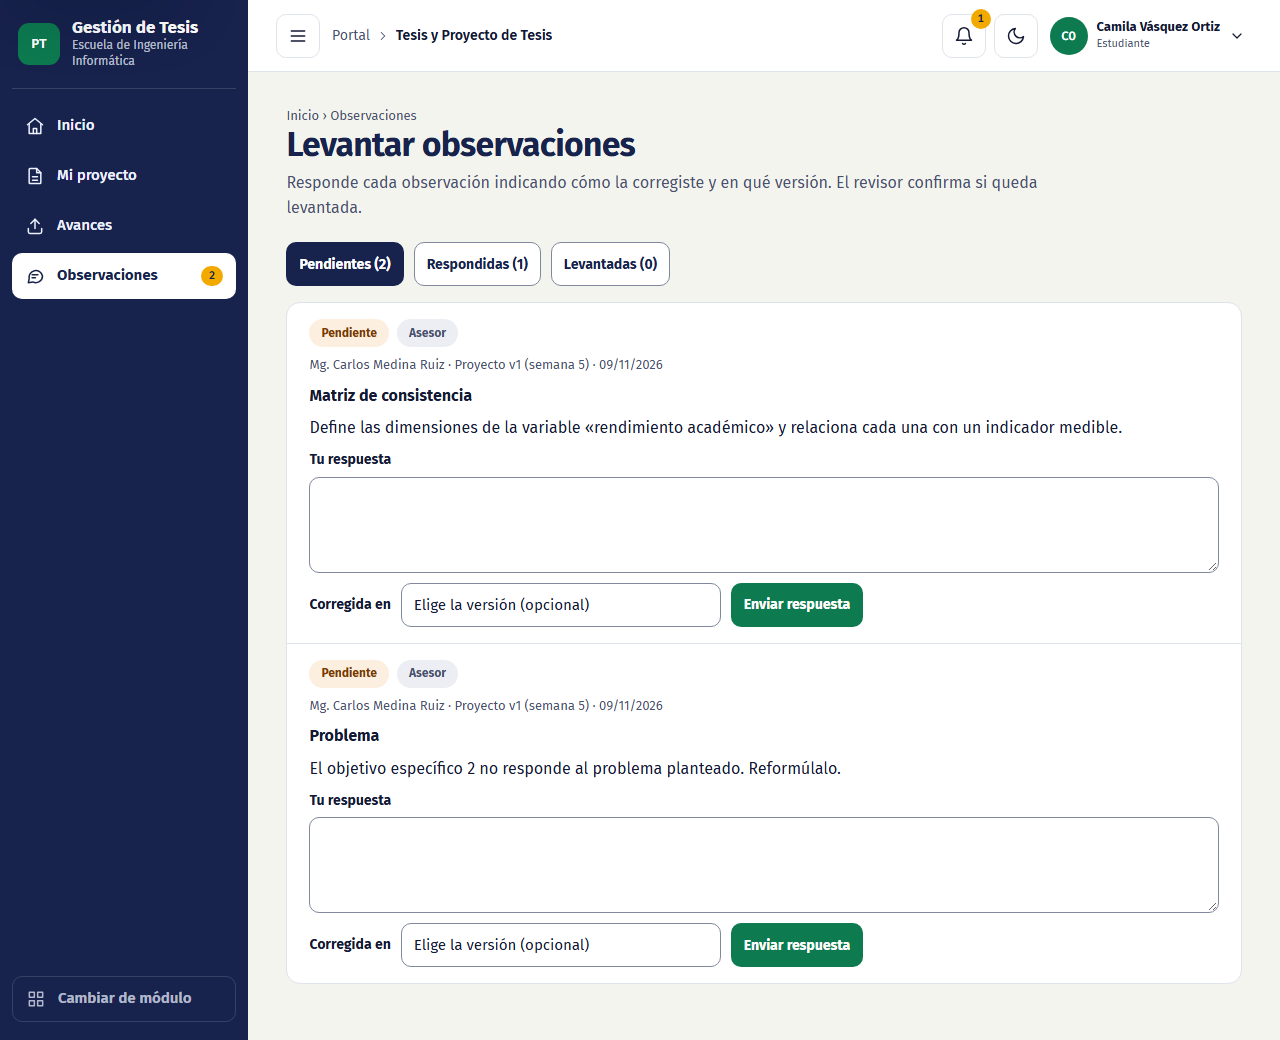 PT
Gestión de Tesis
Escuela de Ingeniería
Informática
Inicio
Mi proyecto
Avances
Observaciones
2
Cambiar de módulo
Portal › Tesis y Proyecto de Tesis
1
CO
Camila Vásquez Ortiz
Estudiante
Inicio › Observaciones
Levantar observaciones
Responde cada observación indicando cómo la corregiste y en qué versión. El revisor confirma si queda
levantada.
Pendientes (2)
Respondidas (1)
Levantadas (0)
Pendiente
Asesor
Mg. Carlos Medina Ruiz · Proyecto v1 (semana 5) · 09/11/2026
Matriz de consistencia
Define las dimensiones de la variable «rendimiento académico» y relaciona cada una con un indicador medible.
Tu respuesta
Corregida en
Elige la versión (opcional)
Enviar respuesta
Pendiente
Asesor
Mg. Carlos Medina Ruiz · Proyecto v1 (semana 5) · 09/11/2026
Problema
El objetivo específico 2 no responde al problema planteado. Reformúlalo.
Tu respuesta
Corregida en
Elige la versión (opcional)
Enviar respuesta